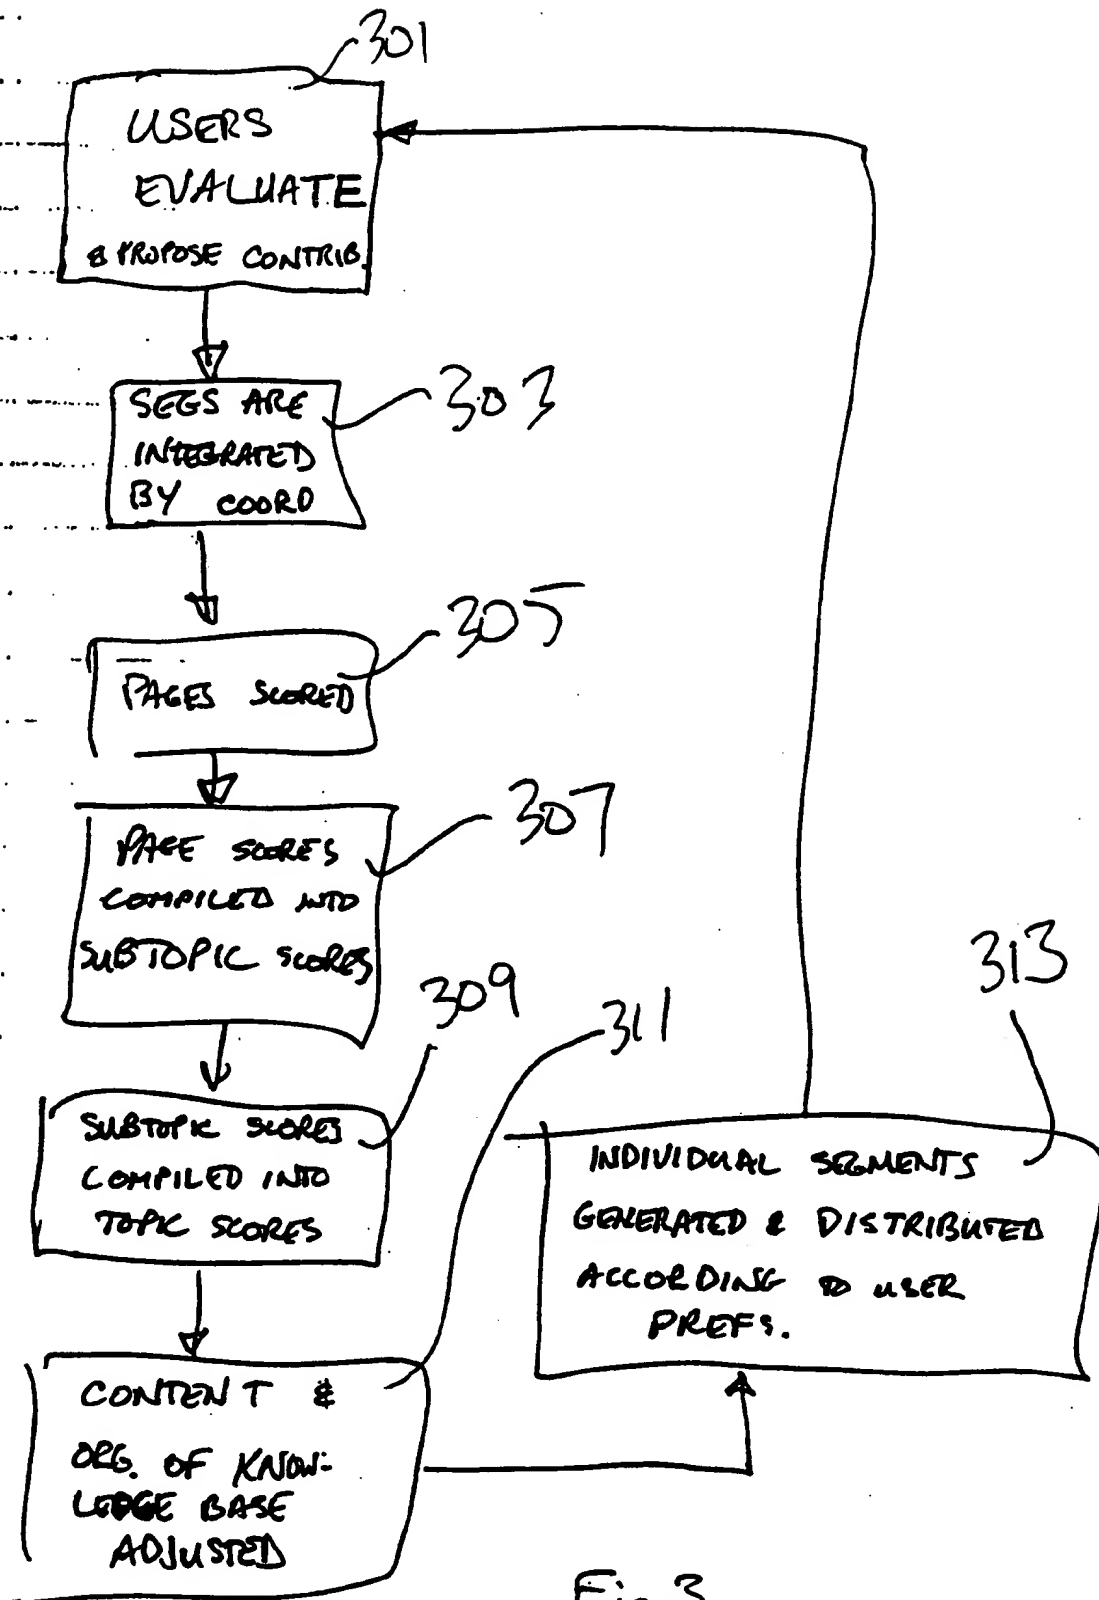 301
USERS
EVALUATE
& PROPOSE CONTRIB.
303
SEGS ARE
INTEGRATED
BY COORD
305
PAGES SCORED
307
PAGE SCORES
COMPILED INTO
SUBTOPIC SCORES
309
SUBTOPIC SCORES
COMPILED INTO
TOPIC SCORES
311
CONTENT &
ORG. OF KNOW-
LEDGE BASE
ADJUSTED
313
INDIVIDUAL SEGMENTS
GENERATED & DISTRIBUTED
ACCORDING TO USER
PREFS.
Fig 3